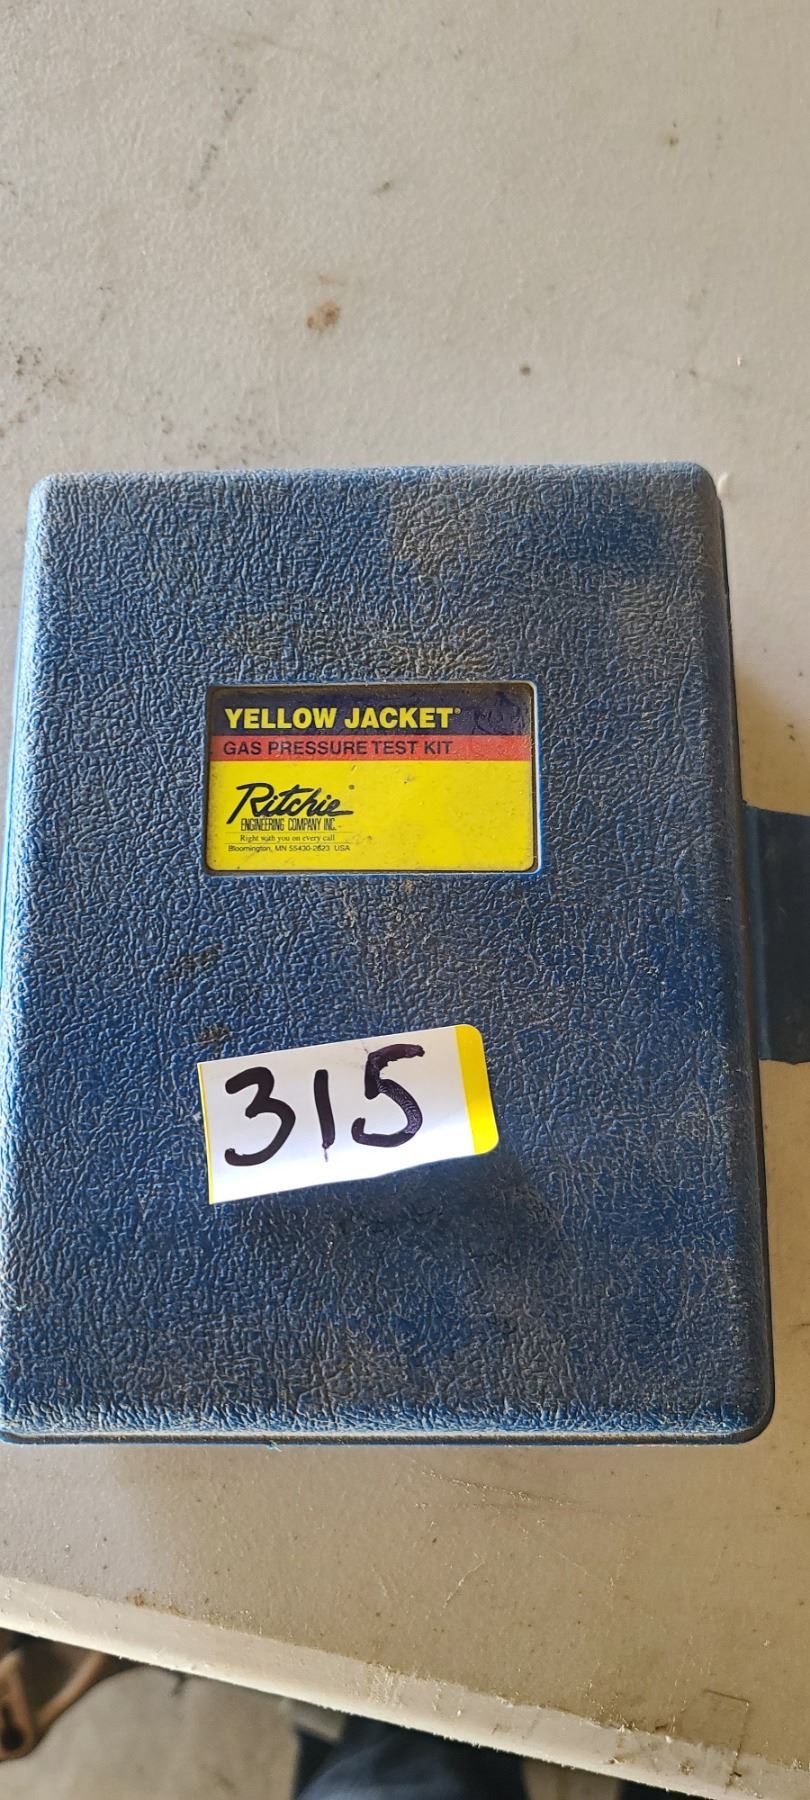 YELLOW JACKET®
GAS PRESSURE TEST KIT
Ritchie®
ENGINEERING COMPANY INC.
Right with you on every call
Bloomington, MN 55430-2623 USA
315